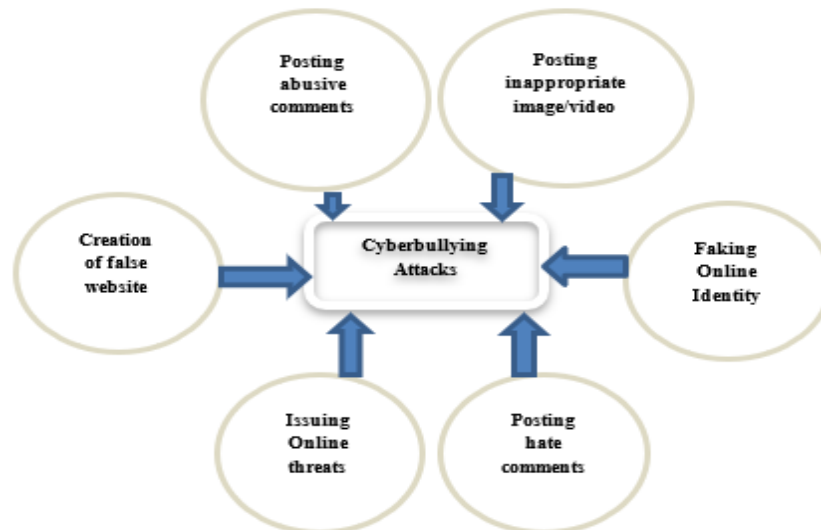 Posting
abusive
comments
Posting
inappropriate
image/video
Creation
of false
website
Cyberbullying
Attacks
Faking
Online
Identity
Issuing
Online
threats
Posting
hate
comments